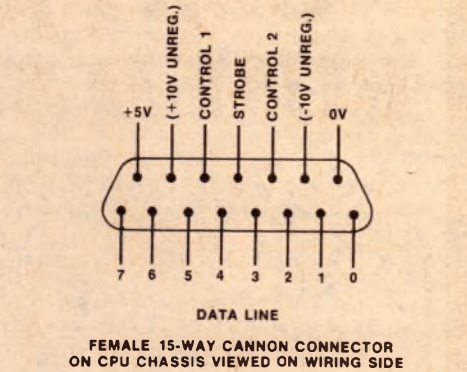 +5V
(+10V UNREG.)
CONTROL 1
STROBE
CONTROL 2
(-10V UNREG.)
0V
7 6 5 4 3 2 1 0
DATA LINE
FEMALE 15-WAY CANNON CONNECTOR
ON CPU CHASSIS VIEWED ON WIRING SIDE